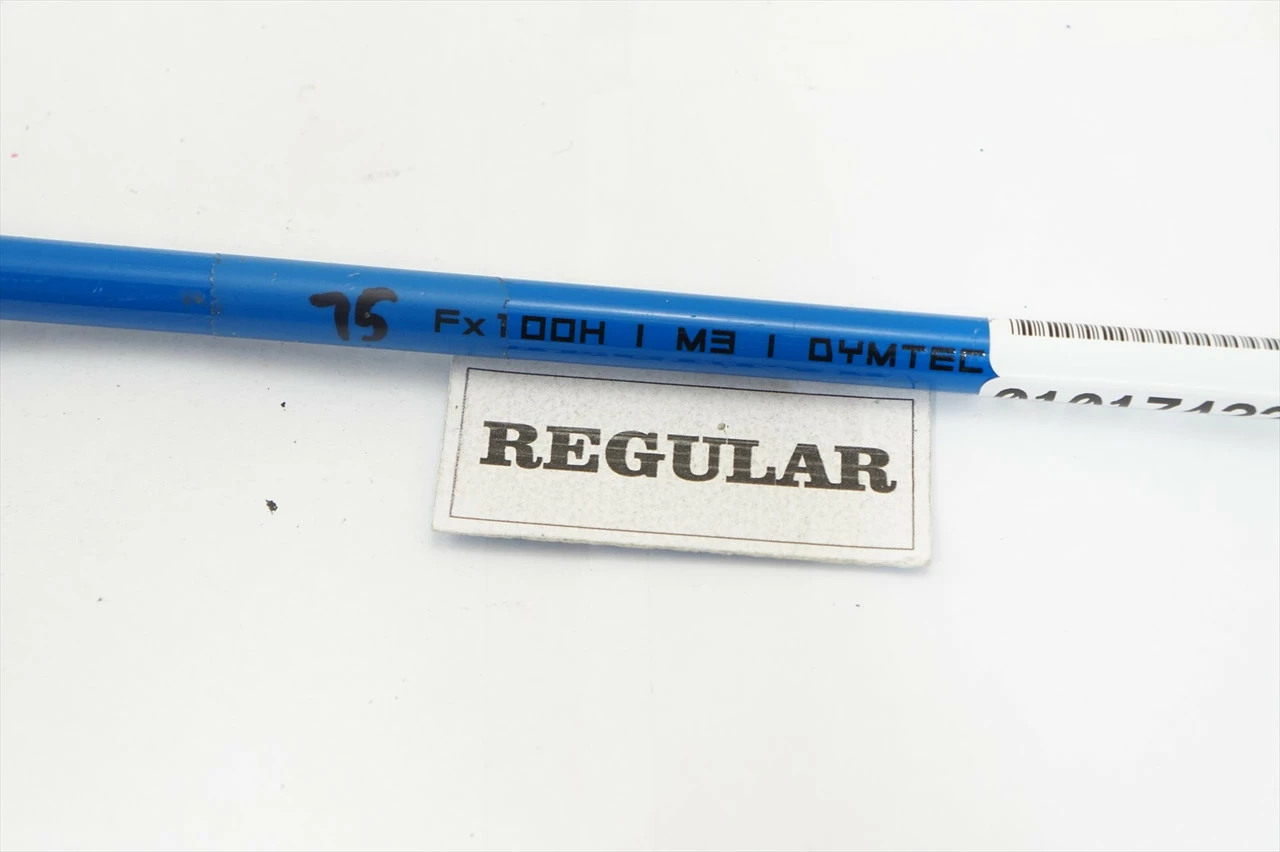 75 Fx100H | M3 | DYMTEC
REGULAR